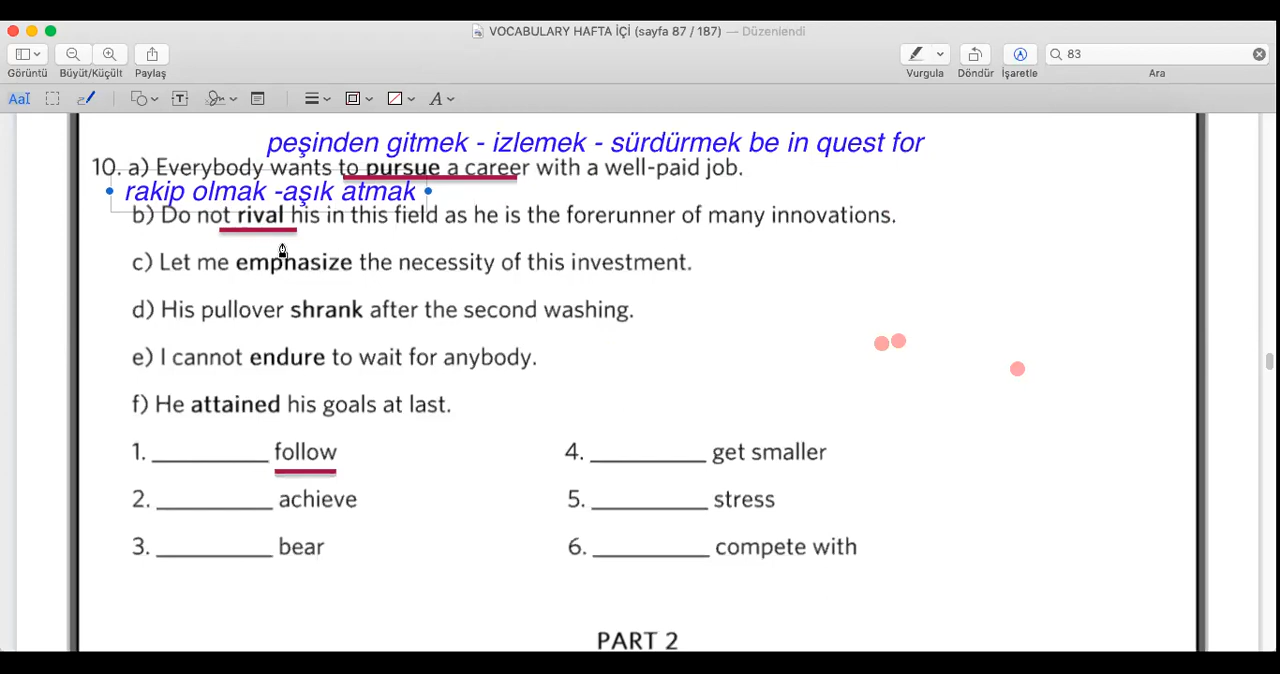 VOCABULARY HAFTA İÇİ (sayfa 87 / 187) — Düzenlendi
83
Görüntü Büyüt/Küçült Paylaş Vurgula Döndür İşaretle Ara
AaI T A
peşinden gitmek - izlemek - sürdürmek be in quest for
10. a) Everybody wants to pursue a career with a well-paid job.
rakip olmak -aşık atmak
b) Do not rival his in this field as he is the forerunner of many innovations.
c) Let me emphasize the necessity of this investment.
d) His pullover shrank after the second washing.
e) I cannot endure to wait for anybody.
f) He attained his goals at last.
1. __________ follow 4. __________ get smaller
2. __________ achieve 5. __________ stress
3. __________ bear 6. __________ compete with
PART 2